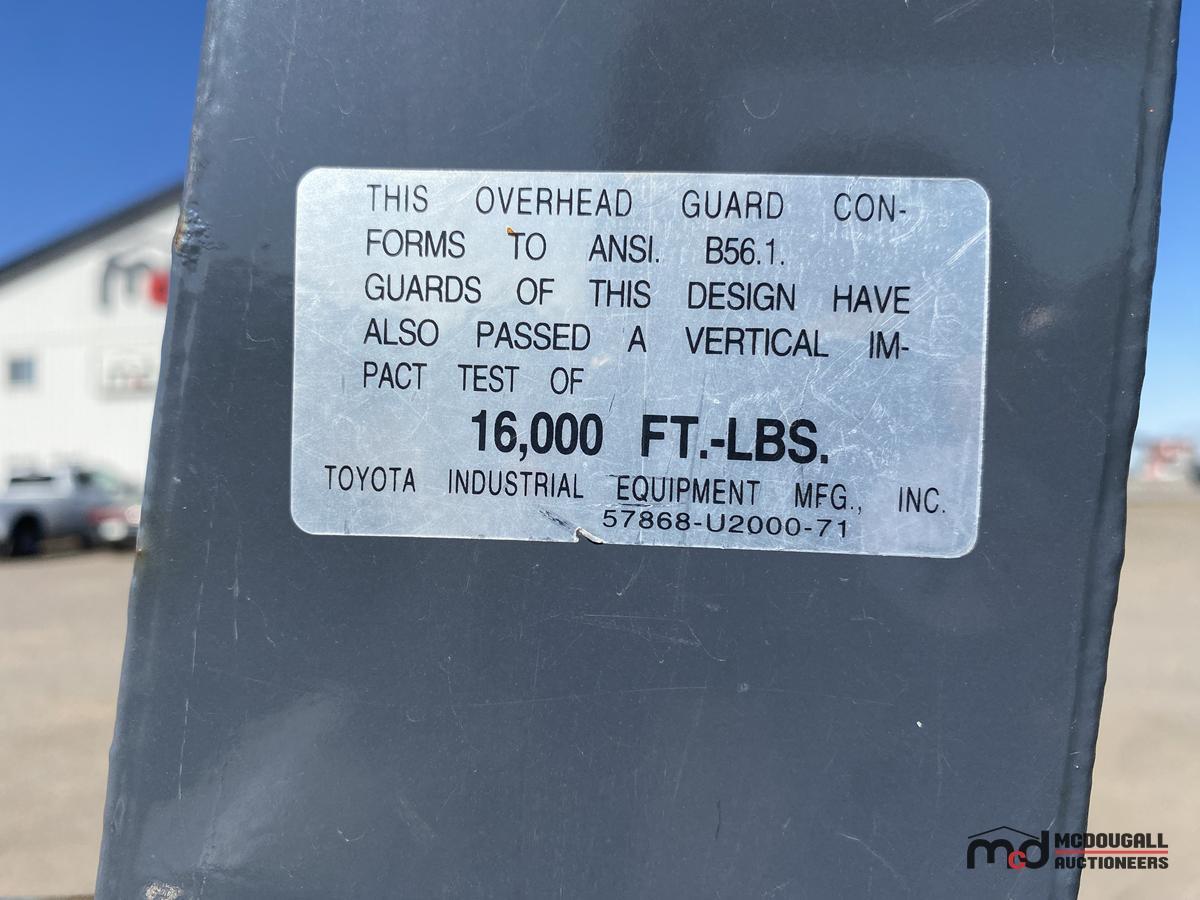 THIS OVERHEAD GUARD CON-
FORMS TO ANSI. B56.1.
GUARDS OF THIS DESIGN HAVE
ALSO PASSED A VERTICAL IM-
PACT TEST OF
16,000 FT.-LBS.
TOYOTA INDUSTRIAL EQUIPMENT MFG., INC.
57868-U2000-71
mcd MCDOUGALL
AUCTIONEERS